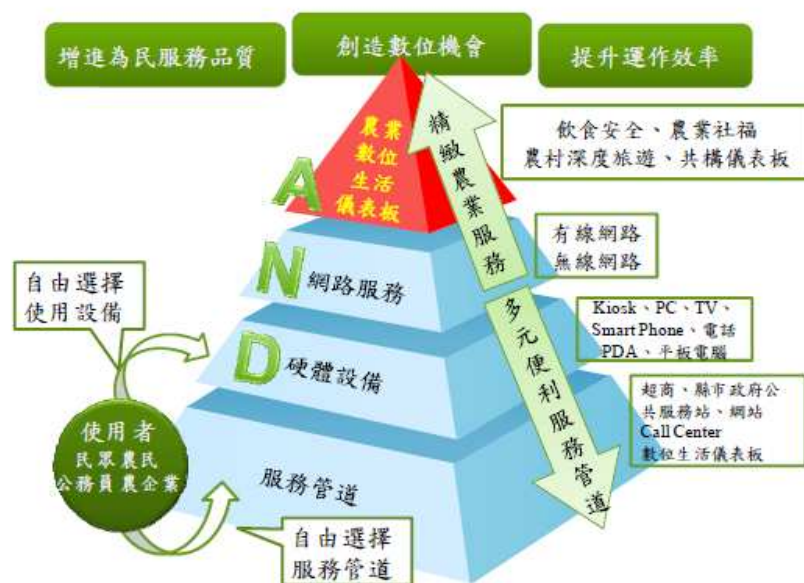 增進為民服務品質
創造數位機會
提升運作效率
農業
數位
生活
儀表板
精緻農業服務
飲食安全、農業社福
農村深度旅遊、共構儀表板
A
N
網路服務
有線網路
無線網路
自由選擇
使用設備
D
硬體設備
多元便利服務管道
Kiosk、PC、TV、
Smart Phone、電話
PDA、平板電腦
使用者
民眾農民
公務員農企業
服務管道
超商、縣市政府公
共服務站、網站
Call Center
數位生活儀表板
自由選擇
服務管道